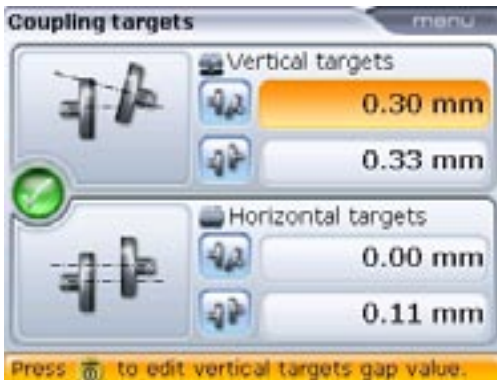 Coupling targets
menu
Vertical targets
0.30 mm
0.33 mm
Horizontal targets
0.00 mm
0.11 mm
Press to edit vertical targets gap value.